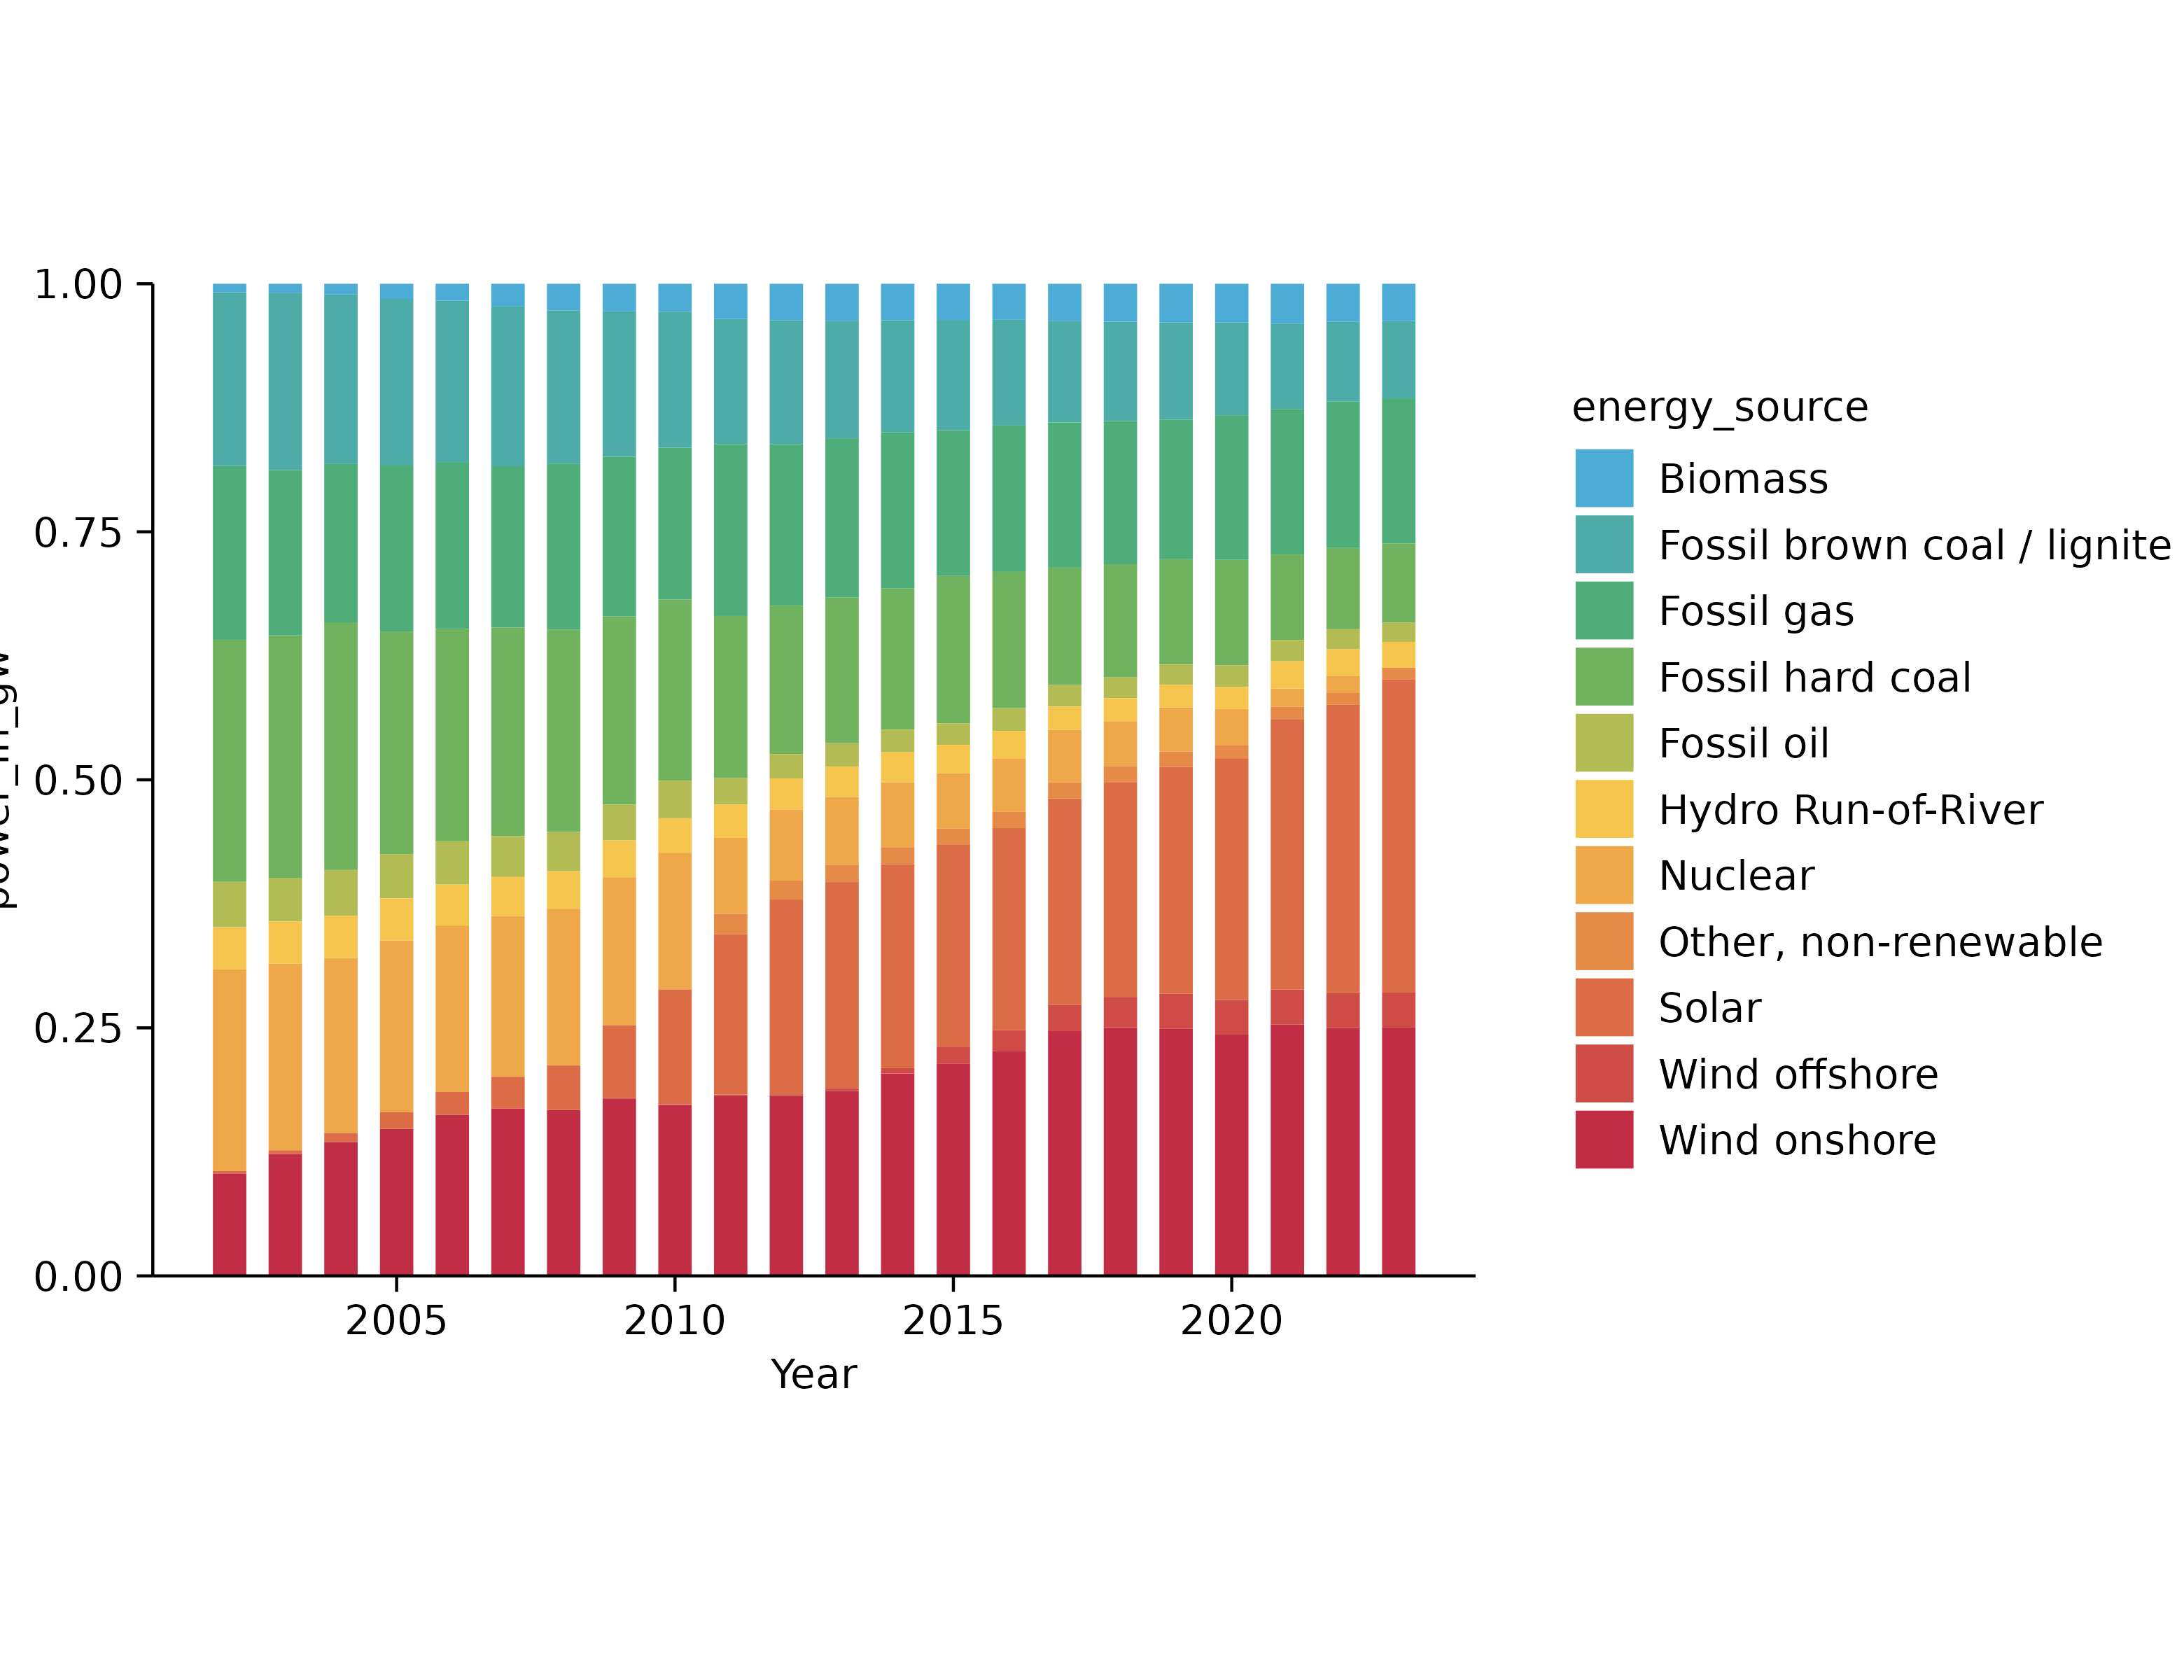 1.00
0.75
0.50
0.25
0.00
power_in_gw
2005 2010 2015 2020
Year
energy_source
Biomass
Fossil brown coal / lignite
Fossil gas
Fossil hard coal
Fossil oil
Hydro Run-of-River
Nuclear
Other, non-renewable
Solar
Wind offshore
Wind onshore